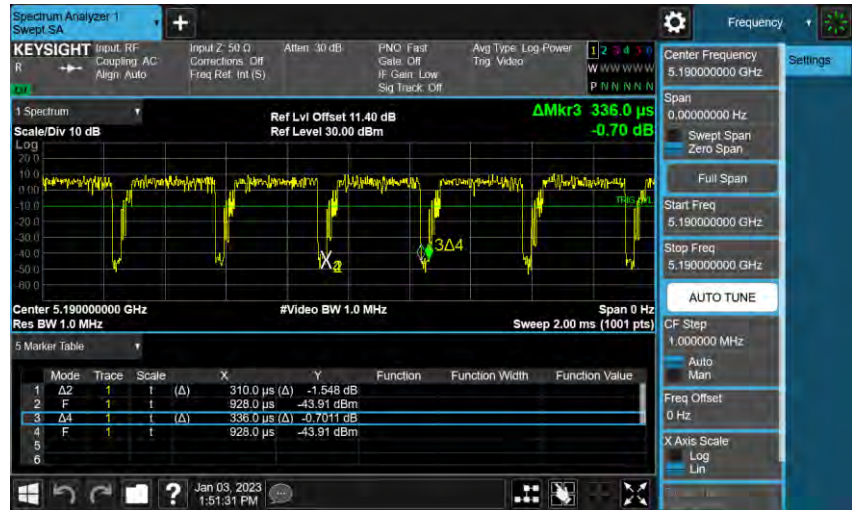 Spectrum Analyzer 1
Swept SA
+
Frequency
KEYSIGHT
R
Input: RF
Coupling: AC
Align: Auto
Input Z: 50 Ω
Corrections: Off
Freq Ref: Int (S)
Atten: 30 dB
PNO: Fast
Gate: Off
IF Gain: Low
Sig Track: Off
Avg Type: Log-Power
Trig: Video
1 2 3 4 5 6
W W W W W W
P N N N N N
1 Spectrum
Scale/Div 10 dB
Ref Lvl Offset 11.40 dB
Ref Level 30.00 dBm
ΔMkr3 336.0 µs
-0.70 dB
Log
20.0
10.0
0.00
-10.0
-20.0
-30.0
-40.0
-50.0
-60.0
3Δ4
X2
Center 5.190000000 GHz
Res BW 1.0 MHz
#Video BW 1.0 MHz
Span 0 Hz
Sweep 2.00 ms (1001 pts)
5 Marker Table
Mode Trace Scale X Y Function Function Width Function Value
1 Δ2 1 t (Δ) 310.0 µs (Δ) -1.548 dB
2 F 1 t 928.0 µs -43.91 dBm
3 Δ4 1 t (Δ) 336.0 µs (Δ) -0.7011 dB
4 F 1 t 928.0 µs -43.91 dBm
5
6
?
Jan 03, 2023
1:51:31 PM
Center Frequency
5.190000000 GHz
Settings
Span
0.00000000 Hz
Swept Span
Zero Span
Full Span
Start Freq
5.190000000 GHz
Stop Freq
5.190000000 GHz
AUTO TUNE
CF Step
1.000000 MHz
Auto
Man
Freq Offset
0 Hz
X Axis Scale
Log
Lin